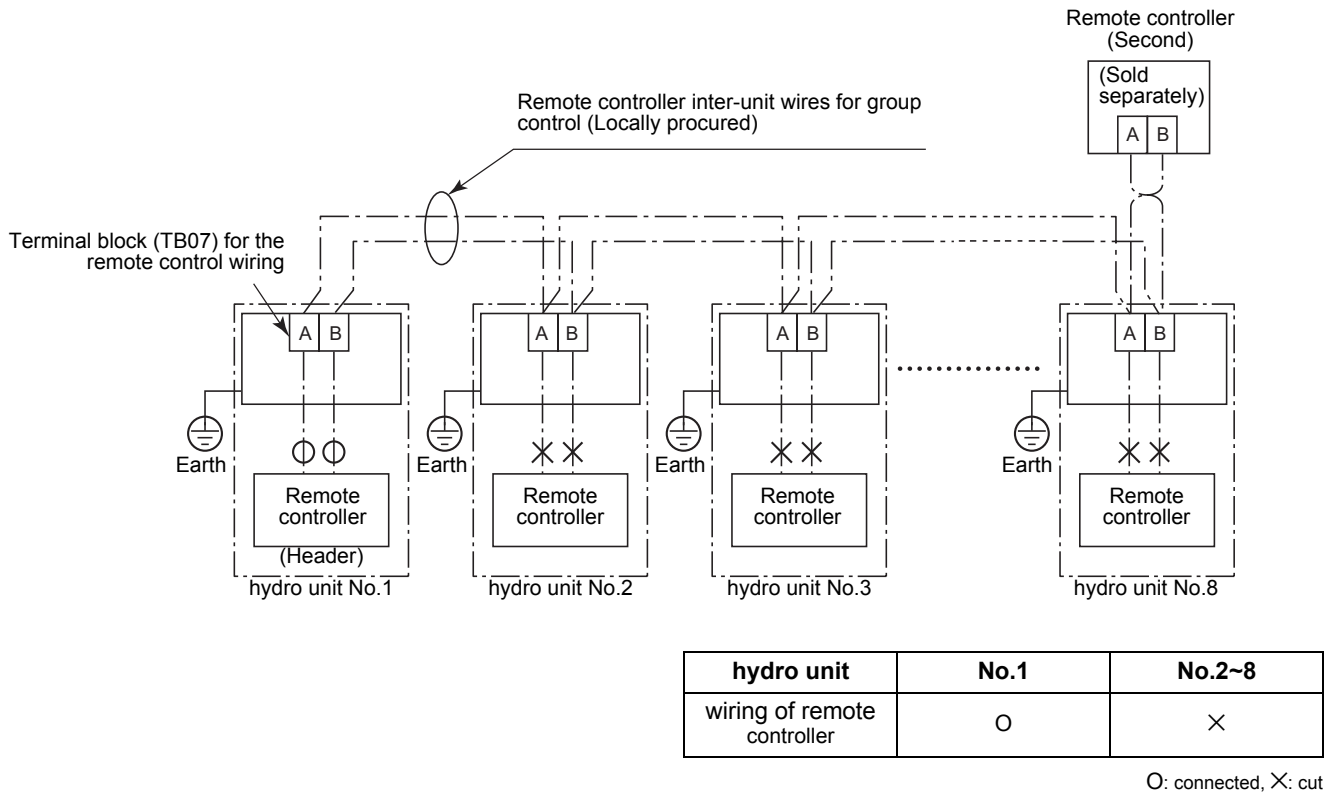 Remote controller
(Second)
(Sold
separately)
A B
Remote controller inter-unit wires for group
control (Locally procured)
Terminal block (TB07) for the
remote control wiring
A B
A B
A B
A B
Earth
Earth
Earth
Earth
Remote
controller
(Header)
Remote
controller
Remote
controller
Remote
controller
hydro unit No.1
hydro unit No.2
hydro unit No.3
hydro unit No.8
hydro unit No.1 No.2~8
wiring of remote
controller O ×
O: connected, ×: cut